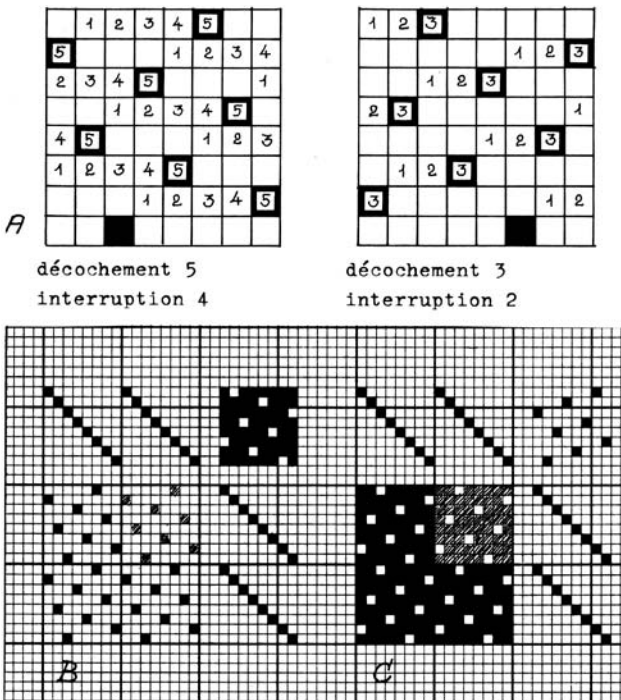 1 2 3 4 5
5 1 2 3 4
2 3 4 5 1
1 2 3 4 5
4 5 1 2 3
1 2 3 4 5
1 2 3 4 5
A
décochement 5
interruption 4
1 2 3
1 2 3
1 2 3
2 3 1
1 2 3
1 2 3
3 1 2
décochement 3
interruption 2
B
C